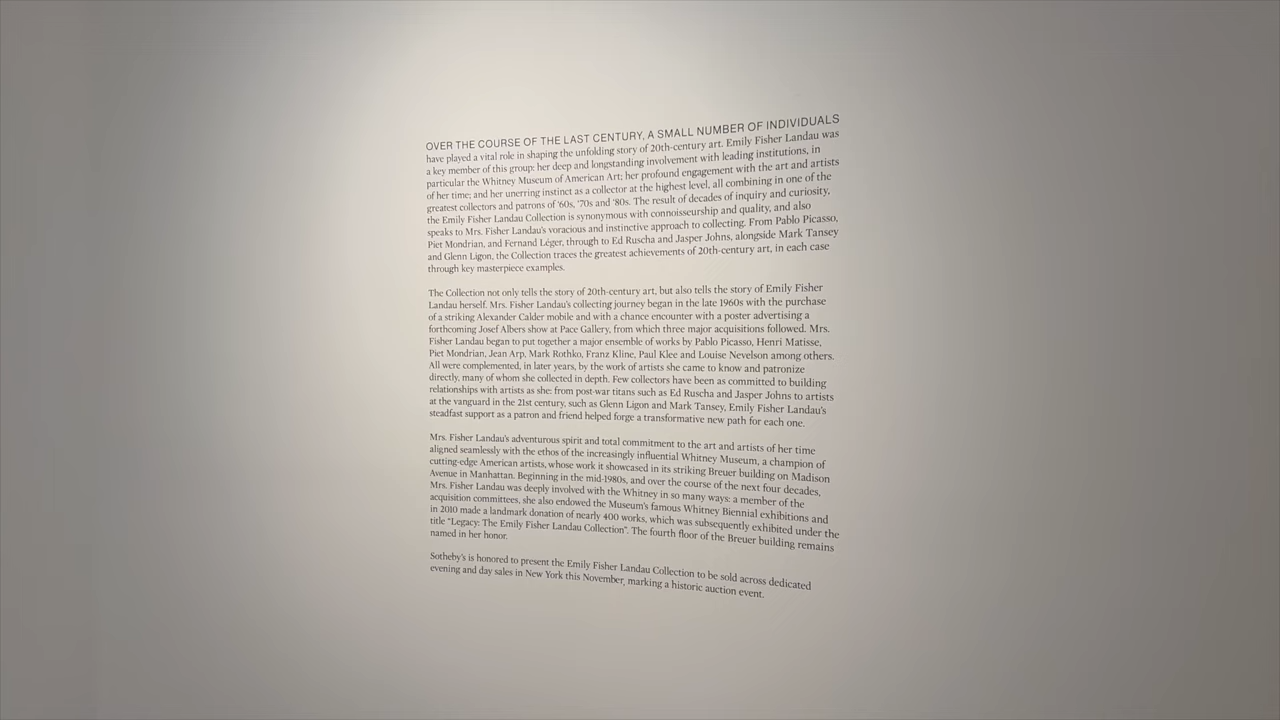 OVER THE COURSE OF THE LAST CENTURY, A SMALL NUMBER OF INDIVIDUALS
have played a vital role in shaping the unfolding story of 20th-century art. Emily Fisher Landau was
a key member of this group: her deep and longstanding involvement with leading institutions, in
particular the Whitney Museum of American Art; her profound engagement with the art and artists
of her time; and her unerring instinct as a collector at the highest level, all combining in one of the
greatest collectors and patrons of '60s, '70s and '80s. The result of decades of inquiry and curiosity,
the Emily Fisher Landau Collection is synonymous with connoisseurship and quality, and also
speaks to Mrs. Fisher Landau's voracious and instinctive approach to collecting. From Pablo Picasso,
Piet Mondrian, and Fernand Léger, through to Ed Ruscha and Jasper Johns, alongside Mark Tansey
and Glenn Ligon, the Collection traces the greatest achievements of 20th-century art, in each case
through key masterpiece examples.
The Collection not only tells the story of 20th-century art, but also tells the story of Emily Fisher
Landau herself. Mrs. Fisher Landau's collecting journey began in the late 1960s with the purchase
of a striking Alexander Calder mobile and with a chance encounter with a poster advertising a
forthcoming Josef Albers show at Pace Gallery, from which three major acquisitions followed. Mrs.
Fisher Landau began to put together a major ensemble of works by Pablo Picasso, Henri Matisse,
Piet Mondrian, Jean Arp, Mark Rothko, Franz Kline, Paul Klee and Louise Nevelson among others.
All were complemented, in later years, by the work of artists she came to know and patronize
directly, many of whom she collected in depth. Few collectors have been as committed to building
relationships with artists as she: from post-war titans such as Ed Ruscha and Jasper Johns to artists
at the vanguard in the 21st century, such as Glenn Ligon and Mark Tansey, Emily Fisher Landau's
steadfast support as a patron and friend helped forge a transformative new path for each one.
Mrs. Fisher Landau's adventurous spirit and total commitment to the art and artists of her time
aligned seamlessly with the ethos of the increasingly influential Whitney Museum, a champion of
cutting-edge American artists, whose work it showcased in its striking Breuer building on Madison
Avenue in Manhattan. Beginning in the mid-1980s, and over the course of the next four decades,
Mrs. Fisher Landau was deeply involved with the Whitney in so many ways: a member of the
acquisition committees, she also endowed the Museum's famous Whitney Biennial exhibitions and
in 2010 made a landmark donation of nearly 400 works, which was subsequently exhibited under the
title "Legacy: The Emily Fisher Landau Collection". The fourth floor of the Breuer building remains
named in her honor.
Sotheby's is honored to present the Emily Fisher Landau Collection to be sold across dedicated
evening and day sales in New York this November, marking a historic auction event.